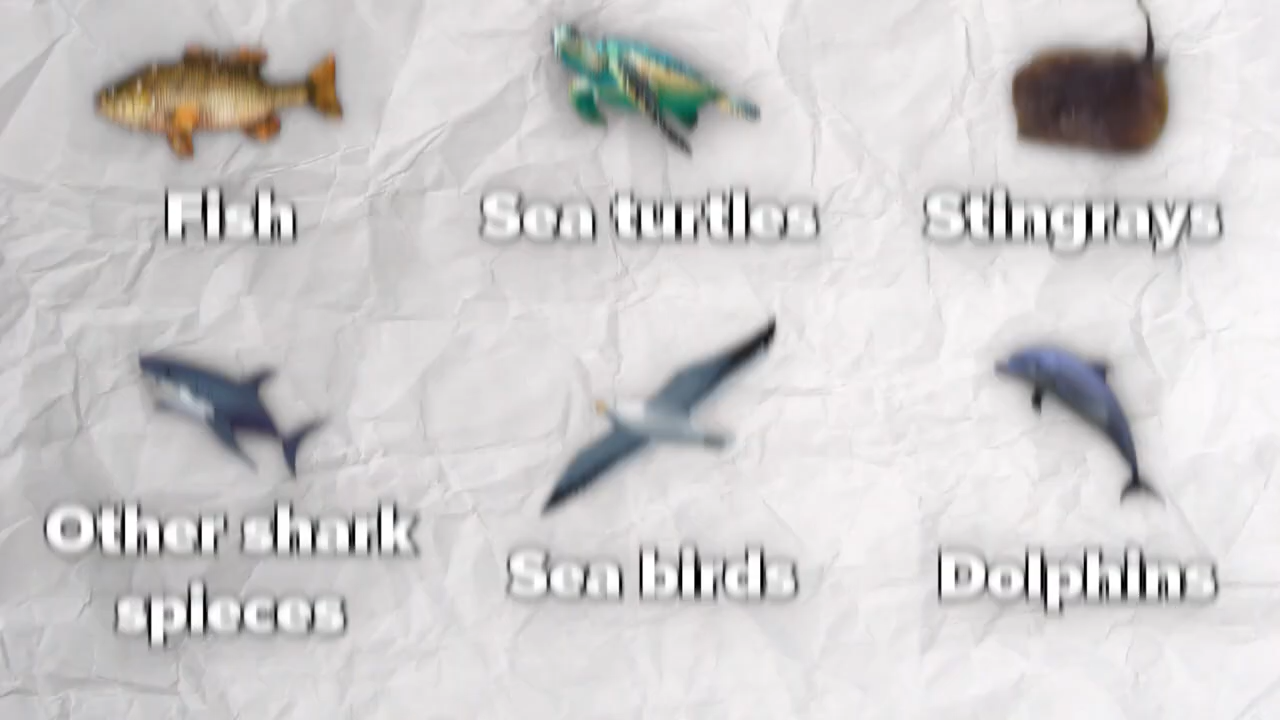 Fish
Sea turtles
Stingrays
Other shark
spieces
Sea birds
Dolphins